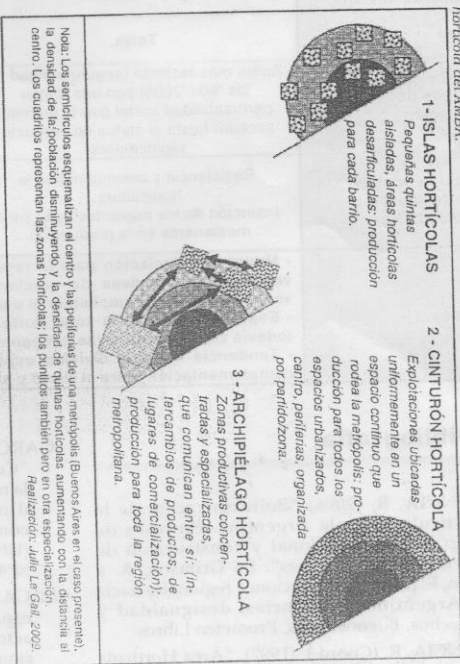 hortícola del AMBA.
1- ISLAS HORTÍCOLAS
Pequeñas quintas
aisladas, áreas hortícolas
desarticuladas: producción
para cada barrio.
2 - CINTURÓN HORTÍCOLA
Explotaciones ubicadas
uniformemente en un
espacio continuo que
rodea la metrópolis: pro-
ducción para todos los
espacios urbanizados,
centro, periferias, organizada
por partido/zona.
3 - ARCHIPIÉLAGO HORTÍCOLA
Zonas productivas concen-
tradas y especializadas,
que comunican entre sí: (in-
tercambios de productos, de
lugares de comercialización):
producción para toda la región
metropolitana.
Nota: Los semicírculos esquematizan el centro y las periferias de una metrópolis (Buenos Aires en el caso presente),
la densidad de la población disminuyendo y la densidad de quintas hortícolas aumentando con la distancia al
centro. Los cuadritos representan las zonas hortícolas; los puntillos también pero en otra especialización.
Realización: Julie Le Gall, 2009.